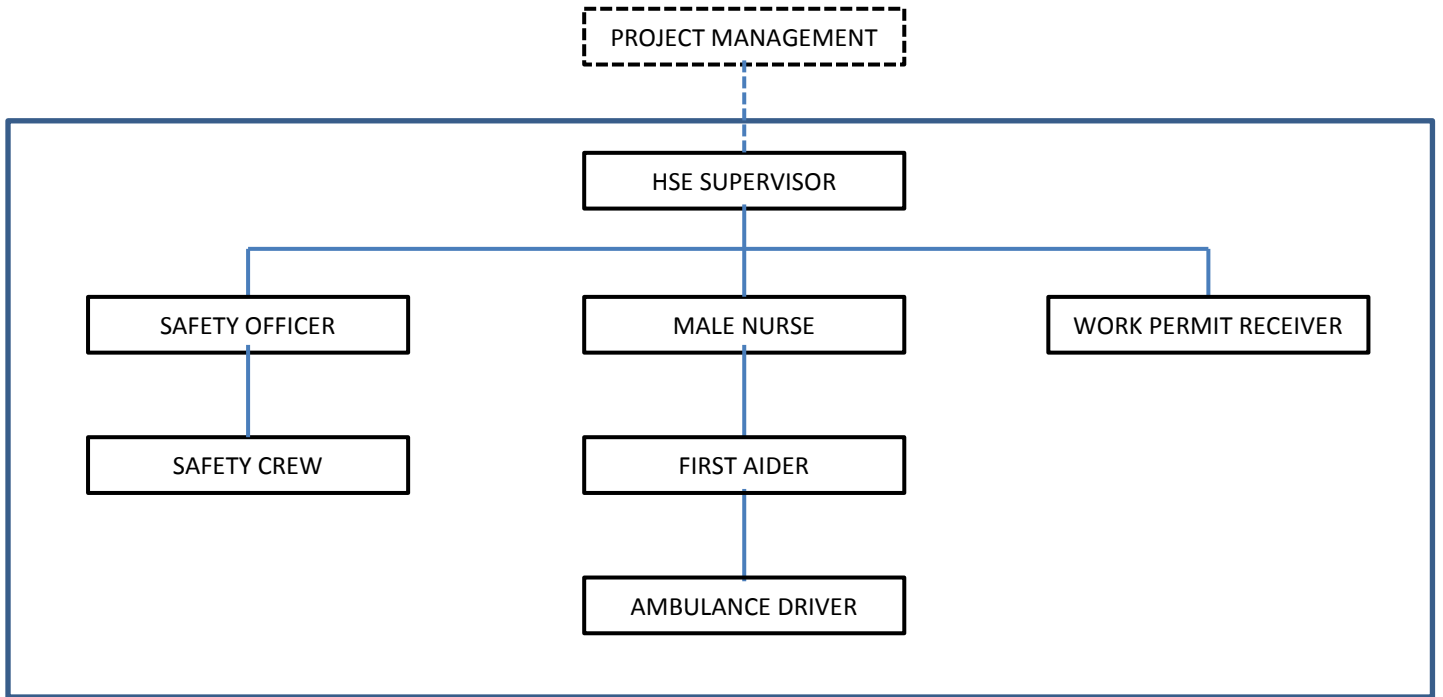 PROJECT MANAGEMENT
HSE SUPERVISOR
SAFETY OFFICER
MALE NURSE
WORK PERMIT RECEIVER
SAFETY CREW
FIRST AIDER
AMBULANCE DRIVER